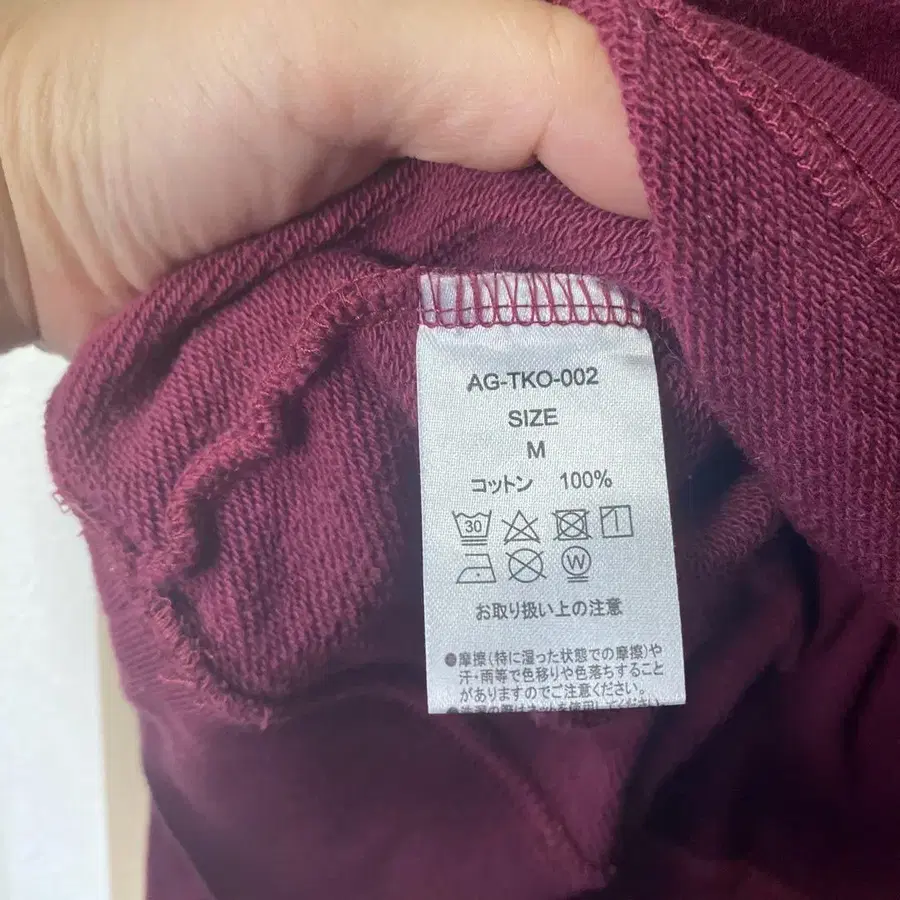 AG-TKO-002
SIZE
M
コットン 100%
30
W
お取り扱い上の注意
●摩擦(特に湿った状態での摩擦)や
汗・雨等で色移りや色落ちすること
がありますのでご注意ください。